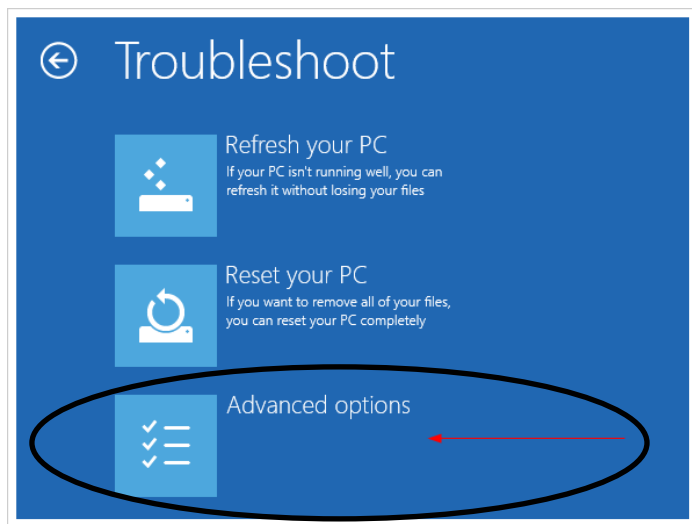 Troubleshoot
Refresh your PC
If your PC isn't running well, you can
refresh it without losing your files
Reset your PC
If you want to remove all of your files,
you can reset your PC completely
Advanced options